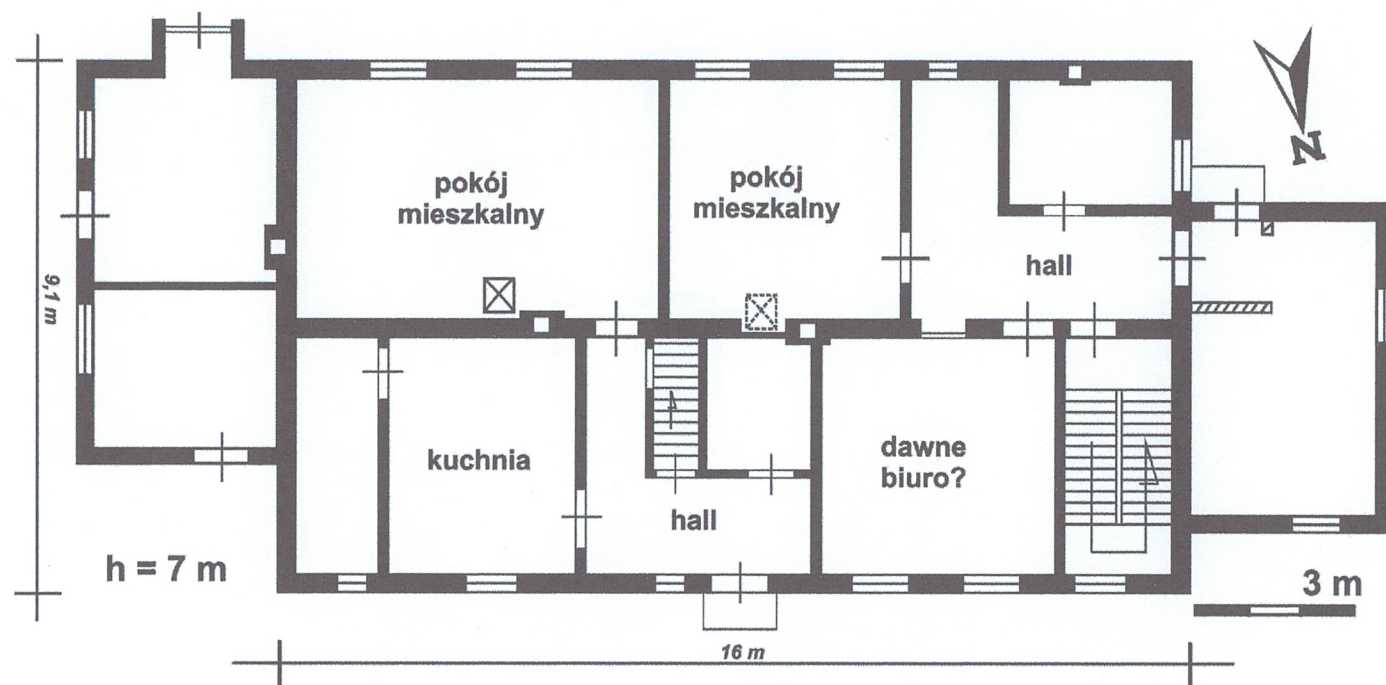 N
pokój
mieszkalny
pokój
mieszkalny
hall
9,1 m
kuchnia
hall
dawne
biuro?
h = 7 m
3 m
16 m